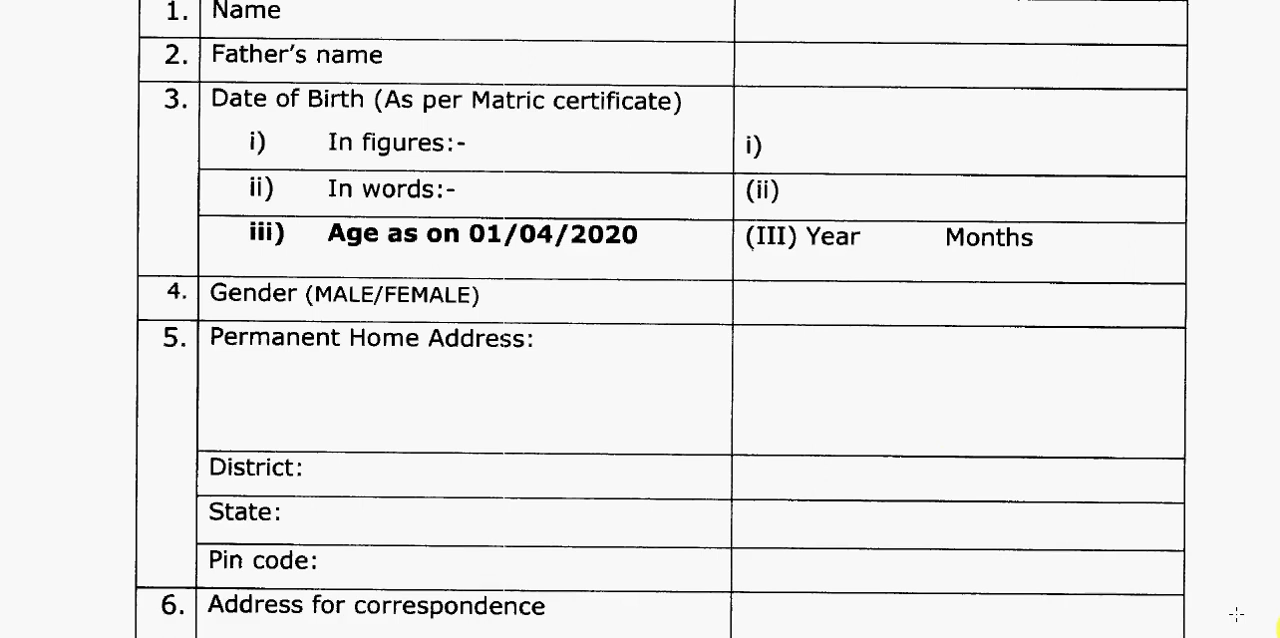 1. Name
2. Father's name
3. Date of Birth (As per Matric certificate)
i) In figures:- i)
ii) In words:- (ii)
iii) Age as on 01/04/2020 (III) Year Months
4. Gender (MALE/FEMALE)
5. Permanent Home Address:
District:
State:
Pin code:
6. Address for correspondence